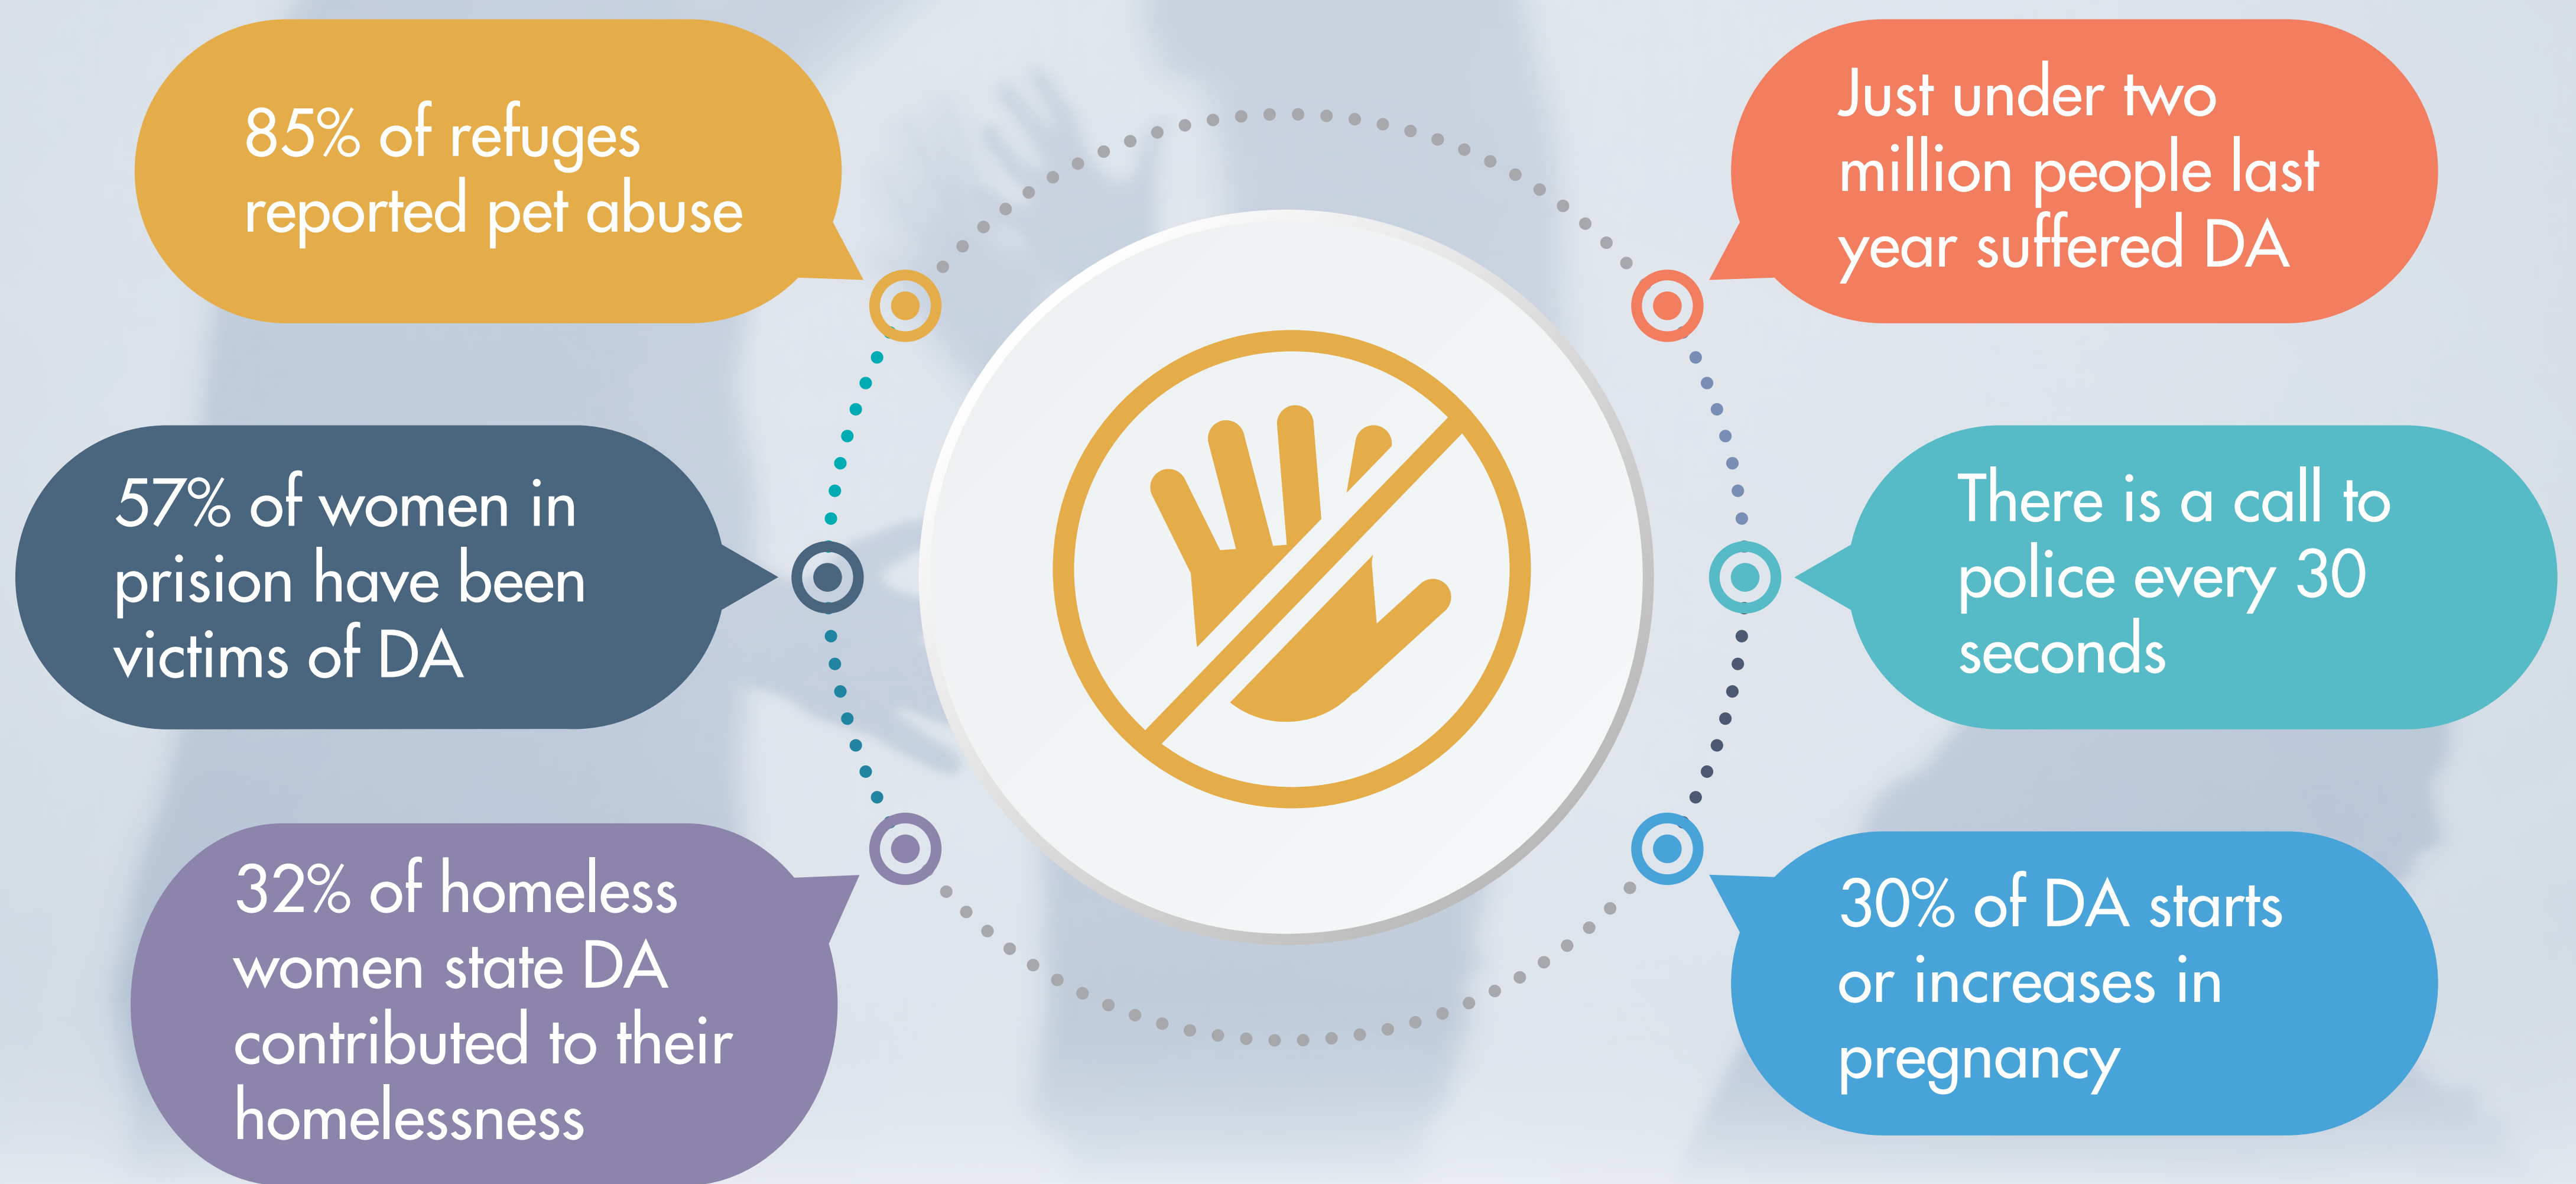 85% of refuges
reported pet abuse
57% of women in
prision have been
victims of DA
32% of homeless
women state DA
contributed to their
homelessness
Just under two
million people last
year suffered DA
There is a call to
police every 30
seconds
30% of DA starts
or increases in
pregnancy